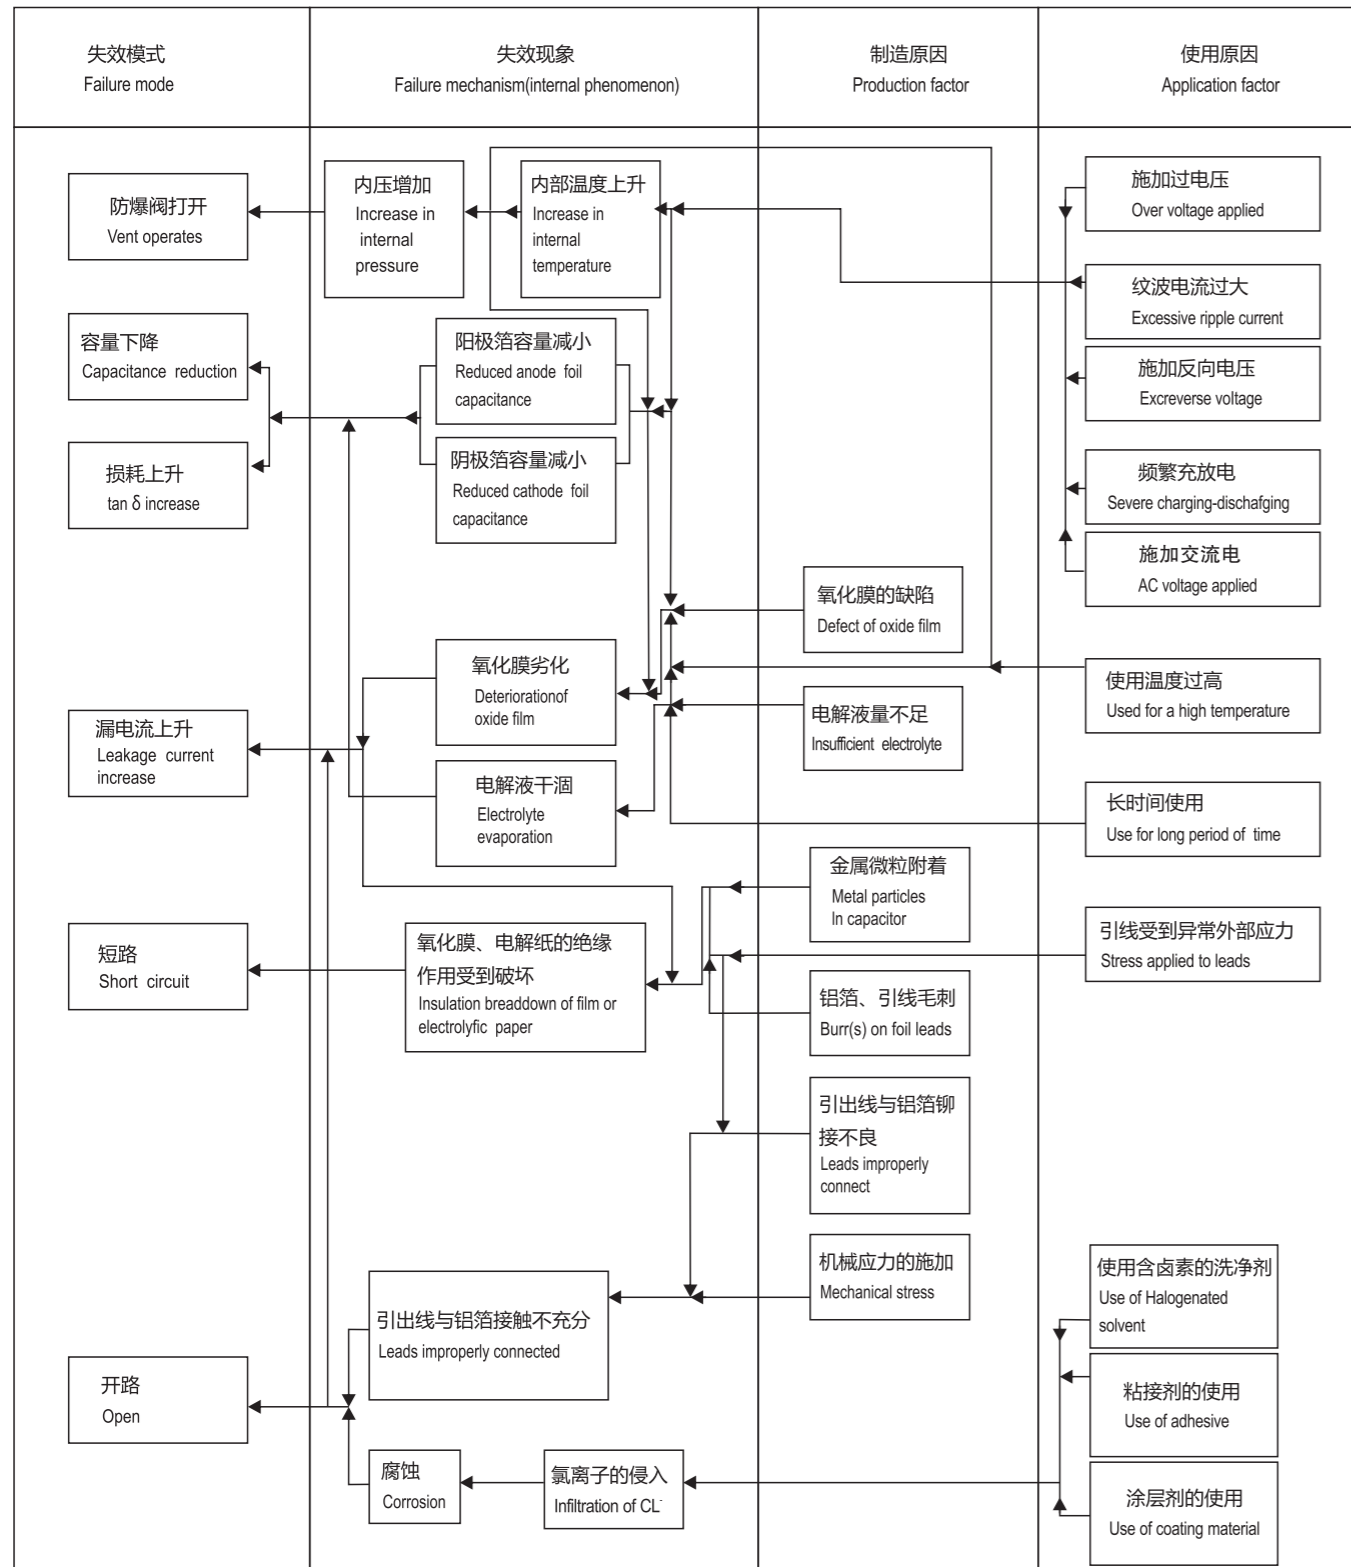 失效模式
Failure mode
失效现象
Failure mechanism(internal phenomenon)
制造原因
Production factor
使用原因
Application factor
防爆阀打开
Vent operates
内压增加
Increase in
internal
pressure
内部温度上升
Increase in
internal
temperature
施加过电压
Over voltage applied
纹波电流过大
Excessive ripple current
容量下降
Capacitance reduction
阳极箔容量减小
Reduced anode foil
capacitance
施加反向电压
Excreverse voltage
损耗上升
tan δ increase
阴极箔容量减小
Reduced cathode foil
capacitance
频繁充放电
Severe charging-dischafging
施加交流电
AC voltage applied
氧化膜的缺陷
Defect of oxide film
氧化膜劣化
Deteriorationof
oxide film
使用温度过高
Used for a high temperature
漏电流上升
Leakage current
increase
电解液量不足
Insufficient electrolyte
电解液干涸
Electrolyte
evaporation
长时间使用
Use for long period of time
金属微粒附着
Metal particles
In capacitor
短路
Short circuit
氧化膜、电解纸的绝缘
作用受到破坏
Insulation breaddown of film or
electrolyfic paper
引线受到异常外部应力
Stress applied to leads
铝箔、引线毛刺
Burr(s) on foil leads
引出线与铝箔铆
接不良
Leads improperly
connect
机械应力的施加
Mechanical stress
引出线与铝箔接触不充分
Leads improperly connected
使用含卤素的洗净剂
Use of Halogenated
solvent
开路
Open
粘接剂的使用
Use of adhesive
腐蚀
Corrosion
氯离子的侵入
Infiltration of CL⁻
涂层剂的使用
Use of coating material